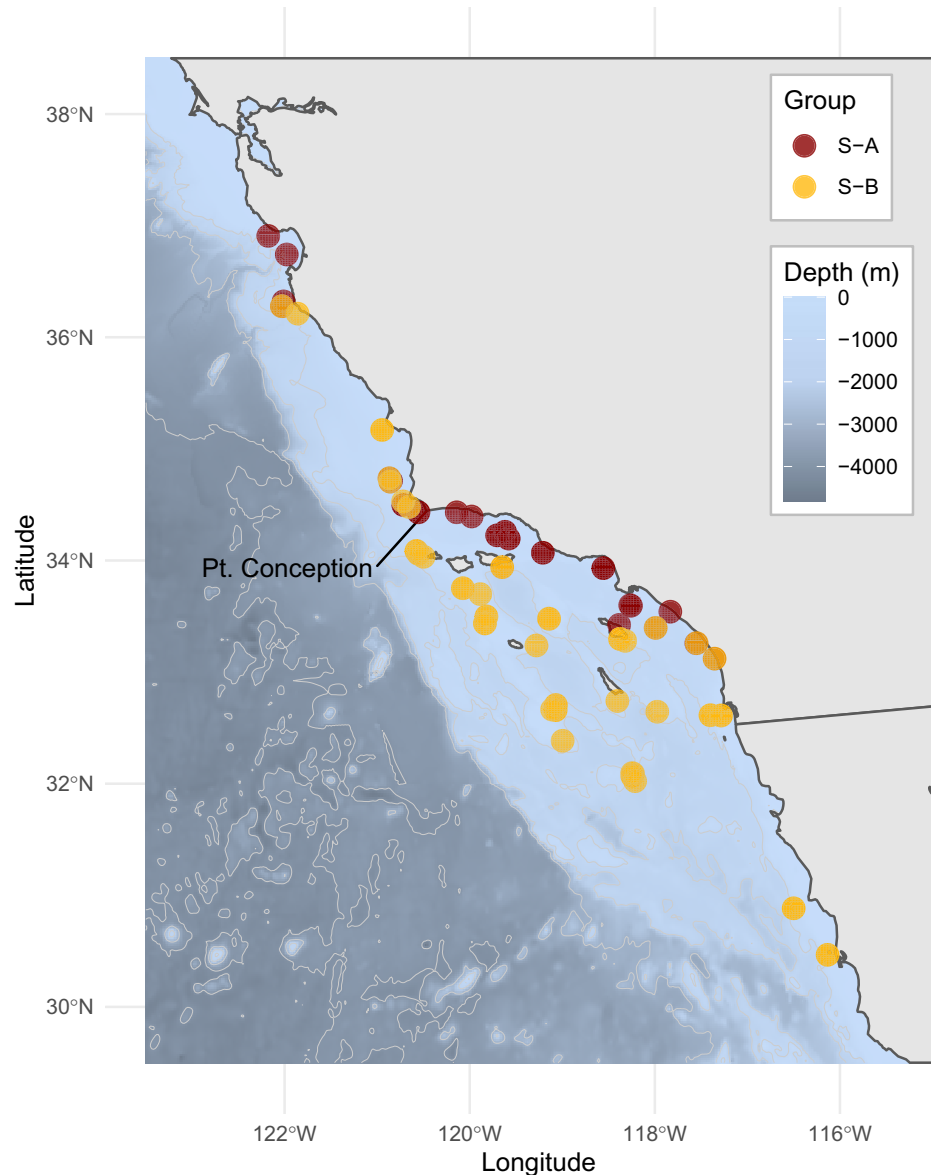 Group
S−A
S−B
Depth (m)
0
−1000
−2000
−3000
−4000
38°N
36°N
34°N
32°N
30°N
Latitude
Pt. Conception
122°W
120°W
118°W
116°W
Longitude